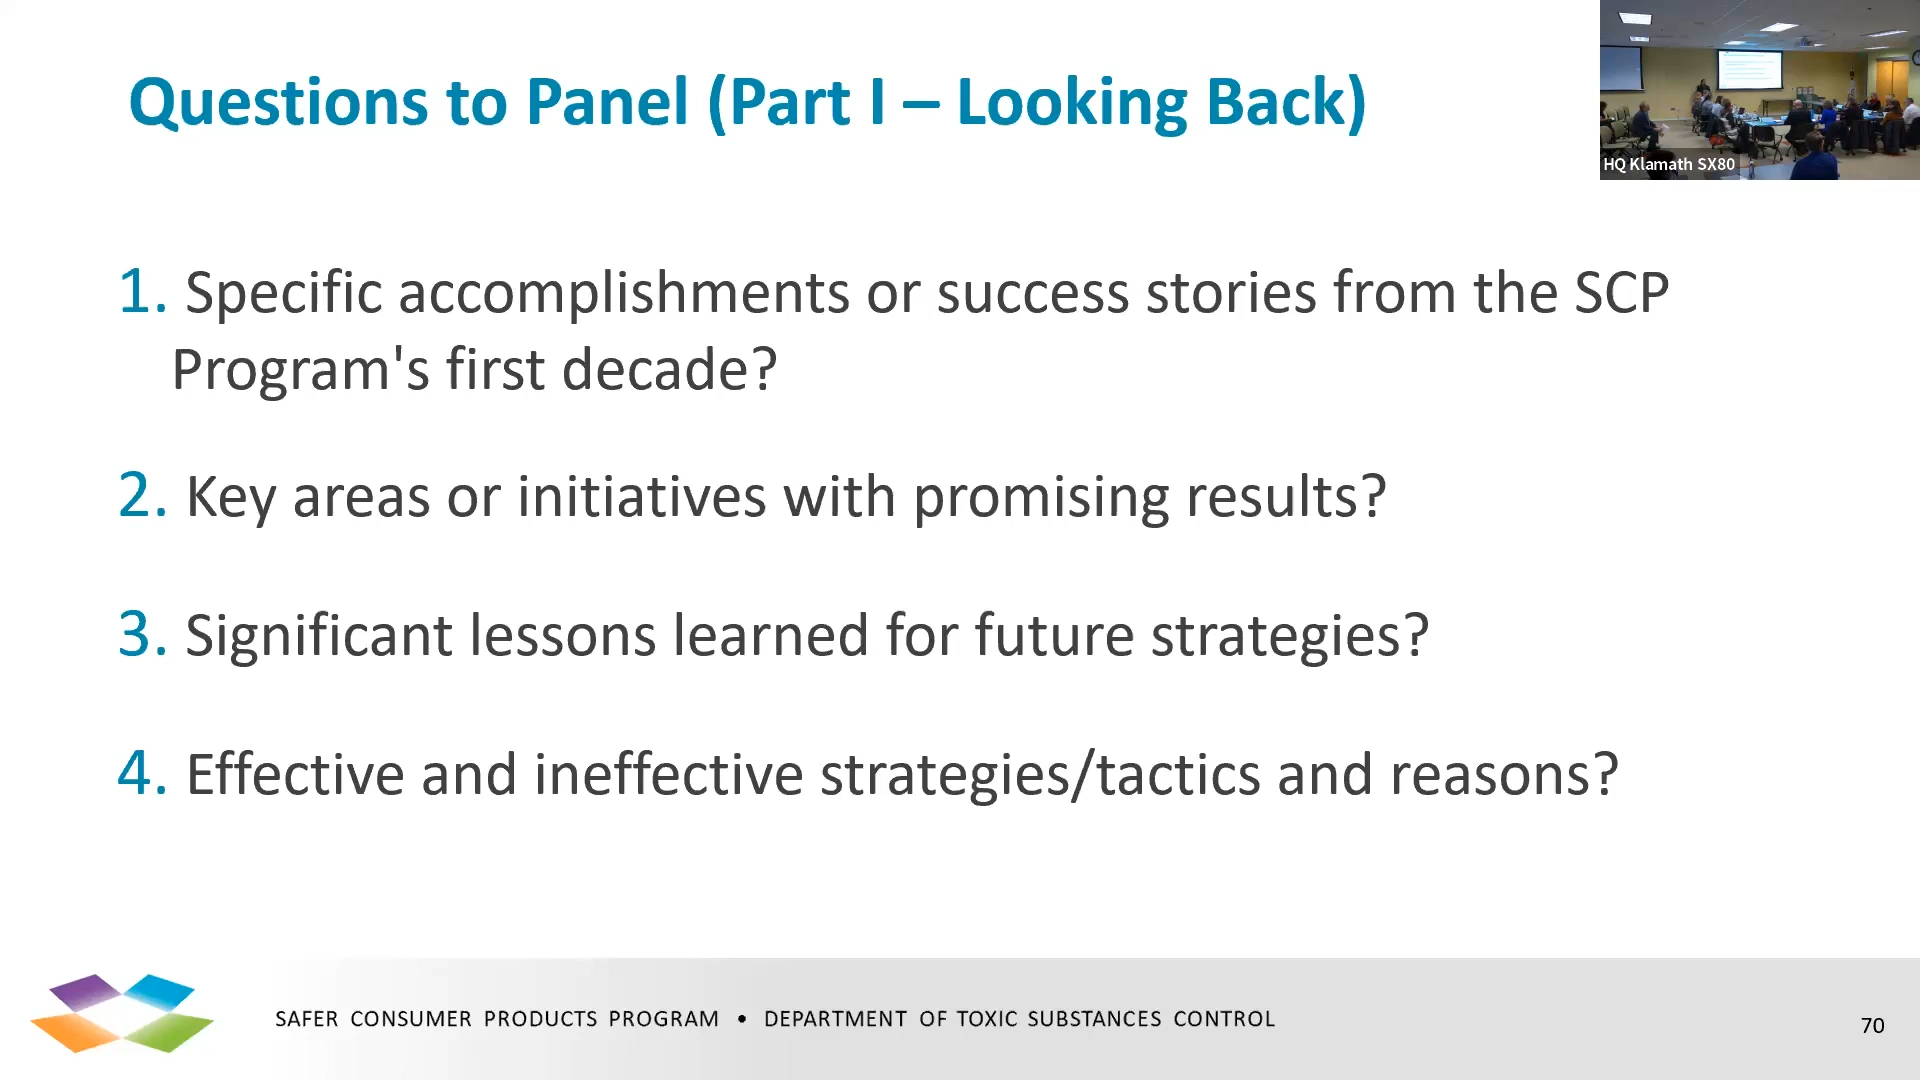 Questions to Panel (Part I – Looking Back)
HQ Klamath SX80
1. Specific accomplishments or success stories from the SCP
Program's first decade?
2. Key areas or initiatives with promising results?
3. Significant lessons learned for future strategies?
4. Effective and ineffective strategies/tactics and reasons?
SAFER CONSUMER PRODUCTS PROGRAM • DEPARTMENT OF TOXIC SUBSTANCES CONTROL
70